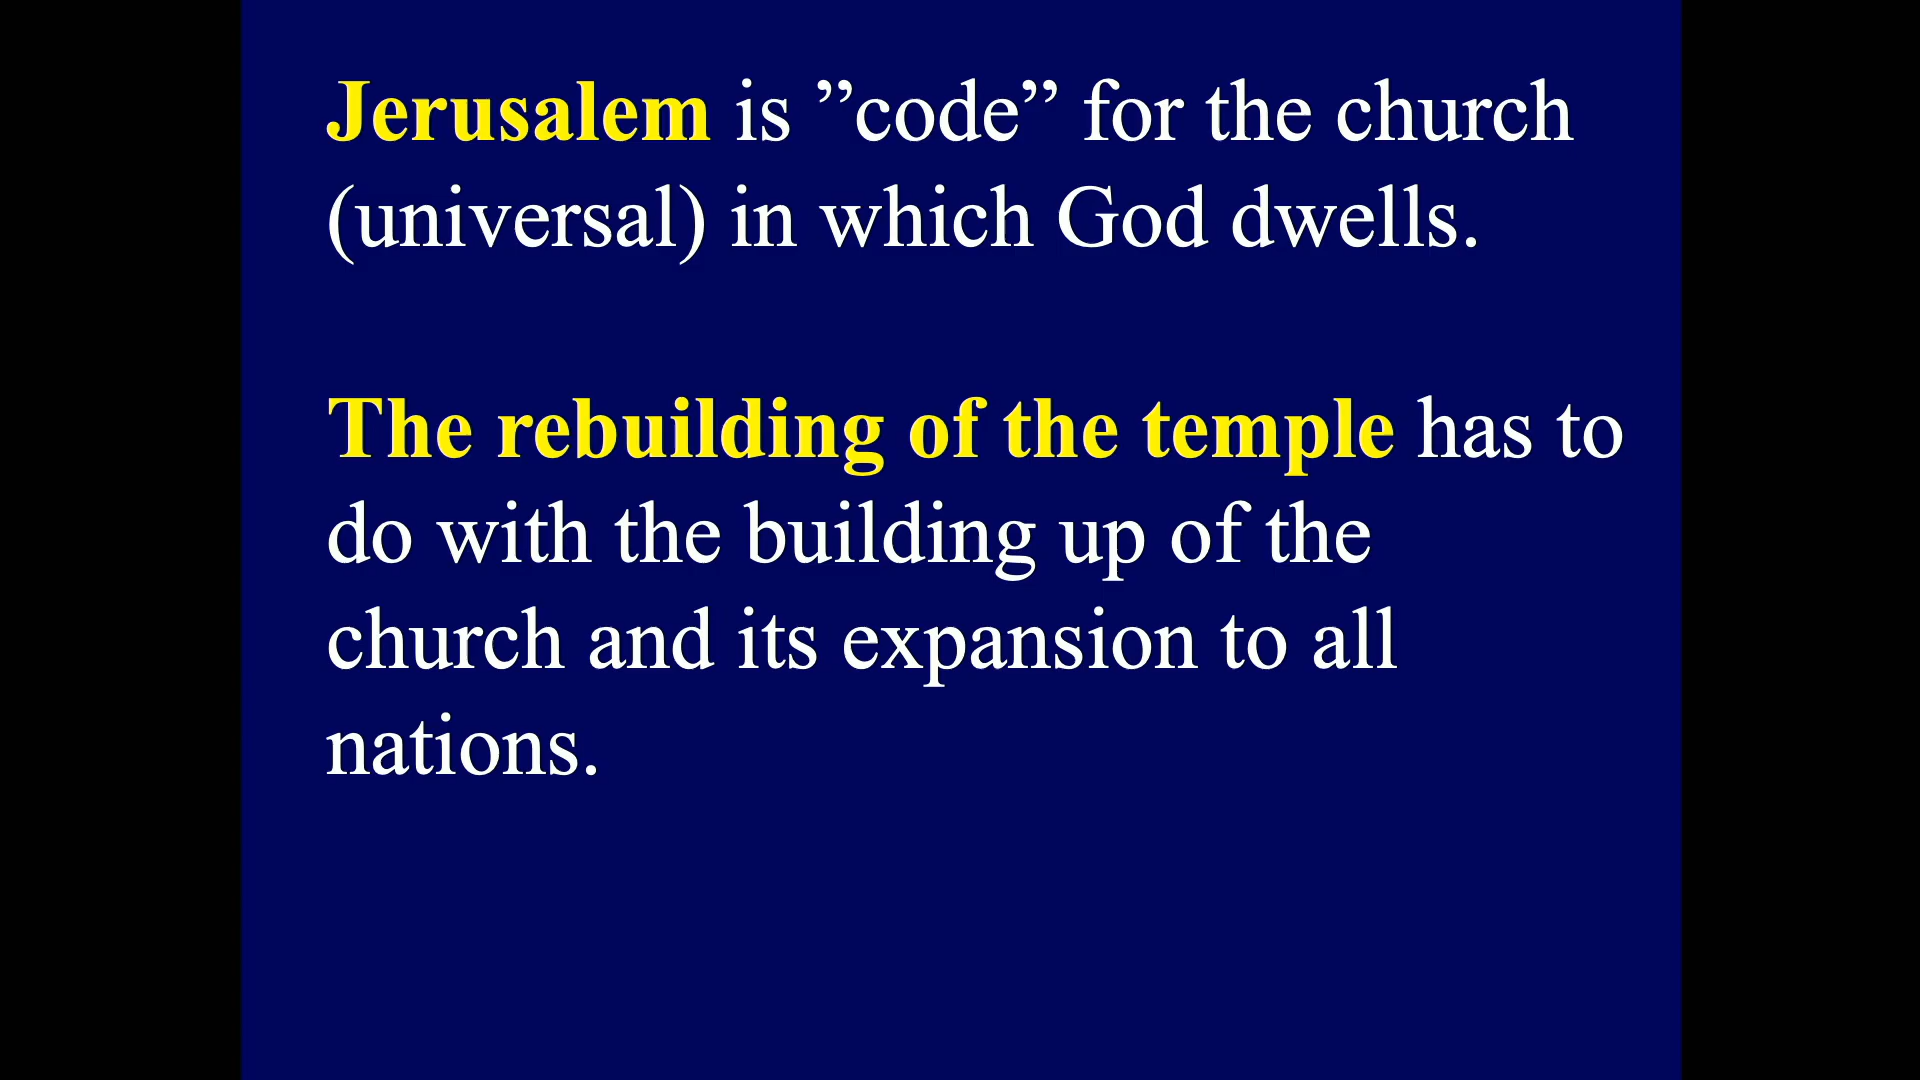 Jerusalem is ”code” for the church
(universal) in which God dwells.
The rebuilding of the temple has to
do with the building up of the
church and its expansion to all
nations.